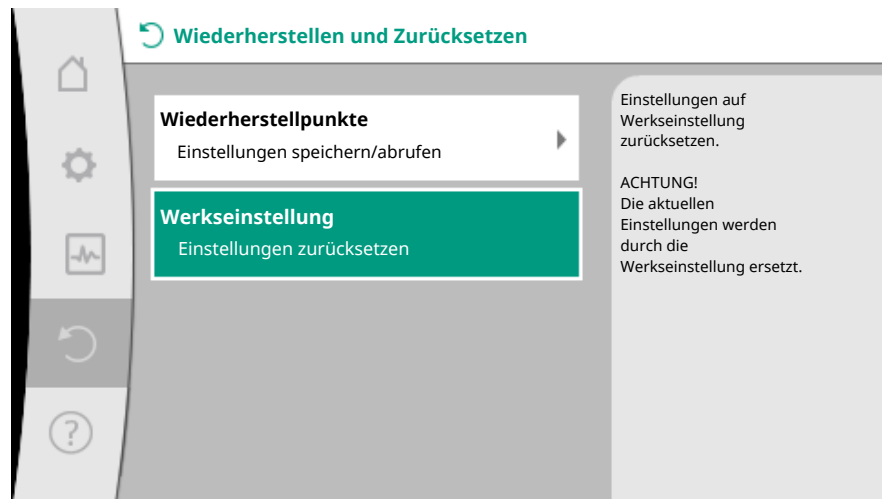 Wiederherstellen und Zurücksetzen
Wiederherstellpunkte
Einstellungen speichern/abrufen
Werkseinstellung
Einstellungen zurücksetzen
Einstellungen auf
Werkseinstellung
zurücksetzen.
ACHTUNG!
Die aktuellen
Einstellungen werden
durch die
Werkseinstellung ersetzt.
?